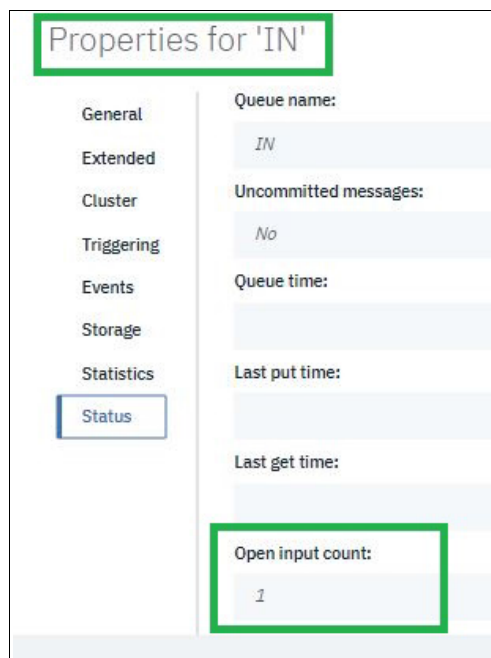 Properties for 'IN'
General
Extended
Cluster
Triggering
Events
Storage
Statistics
Status
Queue name:
IN
Uncommitted messages:
No
Queue time:
Last put time:
Last get time:
Open input count:
1